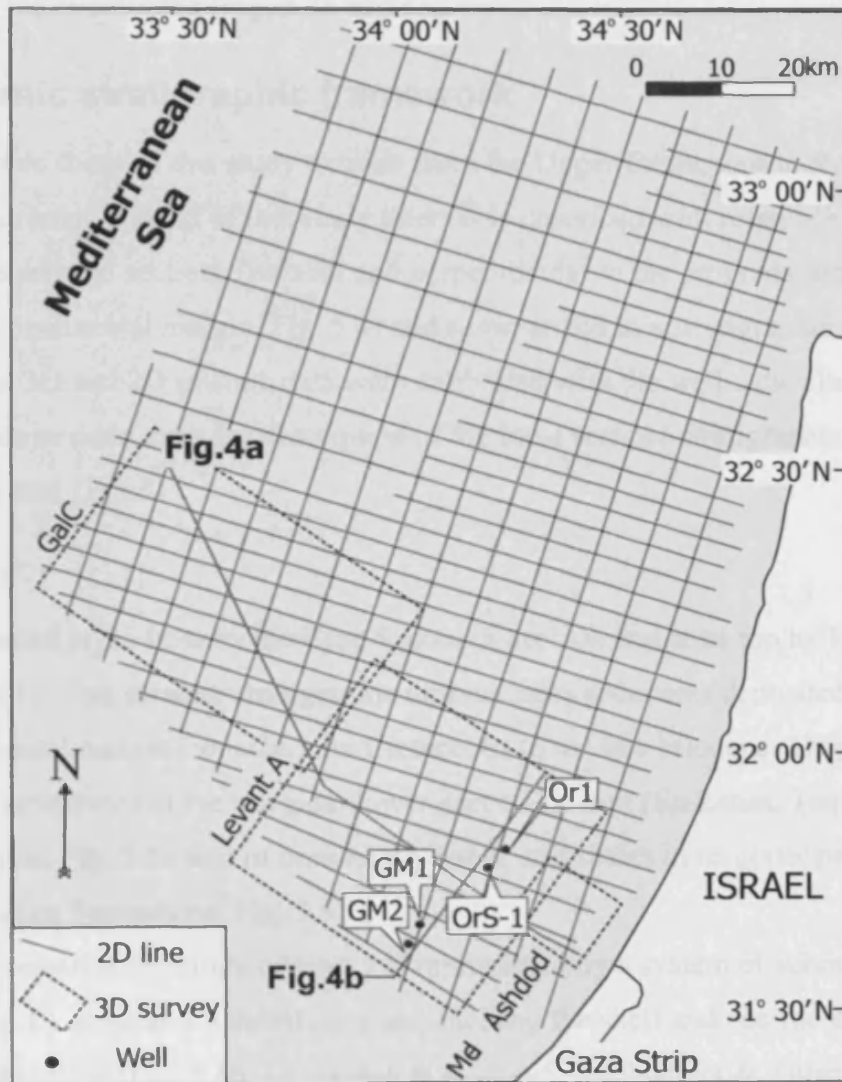 33° 30'E
34° 00'E
34° 30'E
0 10 20km
Mediterranean
Sea
33° 00'N
Fig.4a
32° 30'N
GalC
32° 00'N
N
Levant A
Or1
GM1
ISRAEL
GM2
OrS-1
2D line
Fig.4b
3D survey
Med Ashdod
31° 30'N
Well
Gaza Strip